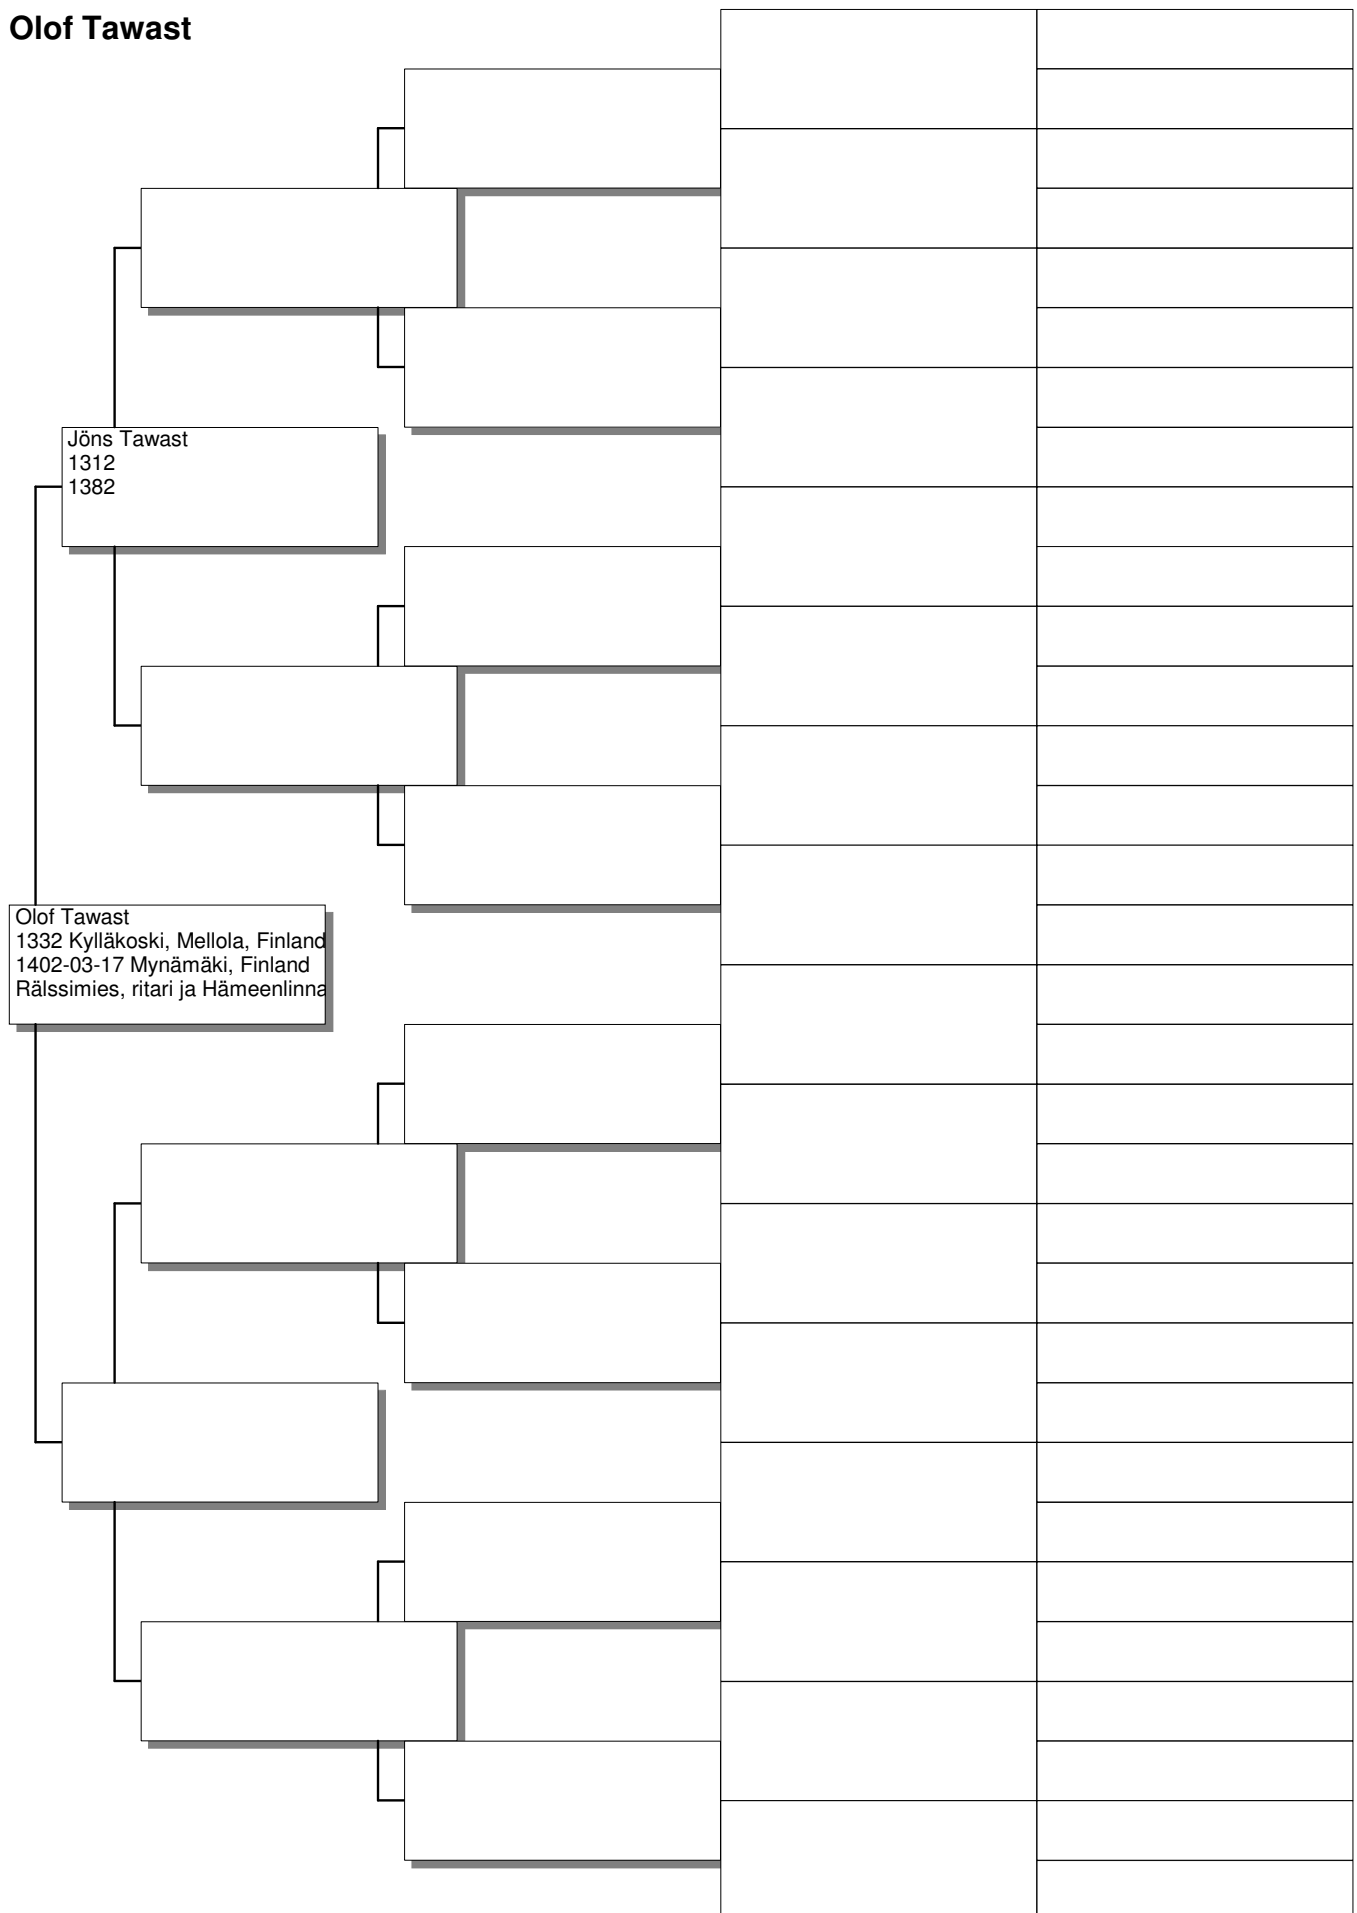 Olof Tawast
Jöns Tawast
1312
1382
Olof Tawast
1332 Kylläkoski, Mellola, Finland
1402-03-17 Mynämäki, Finland
Rälssimies, ritari ja Hämeenlinna